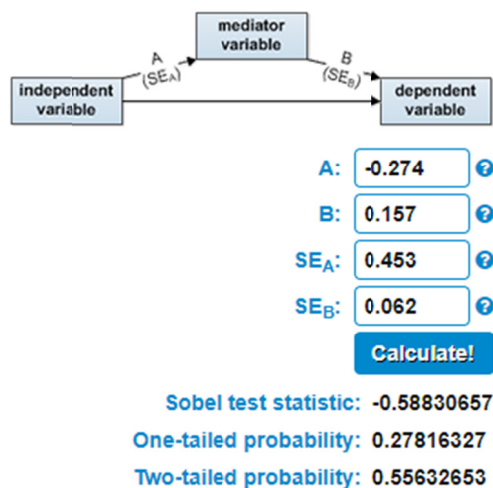 mediator
variable
A
(SEA)
B
(SEB)
independent
variable
dependent
variable
A: -0.274 ?
B: 0.157 ?
SEA: 0.453 ?
SEB: 0.062 ?
Calculate!
Sobel test statistic: -0.58830657
One-tailed probability: 0.27816327
Two-tailed probability: 0.55632653